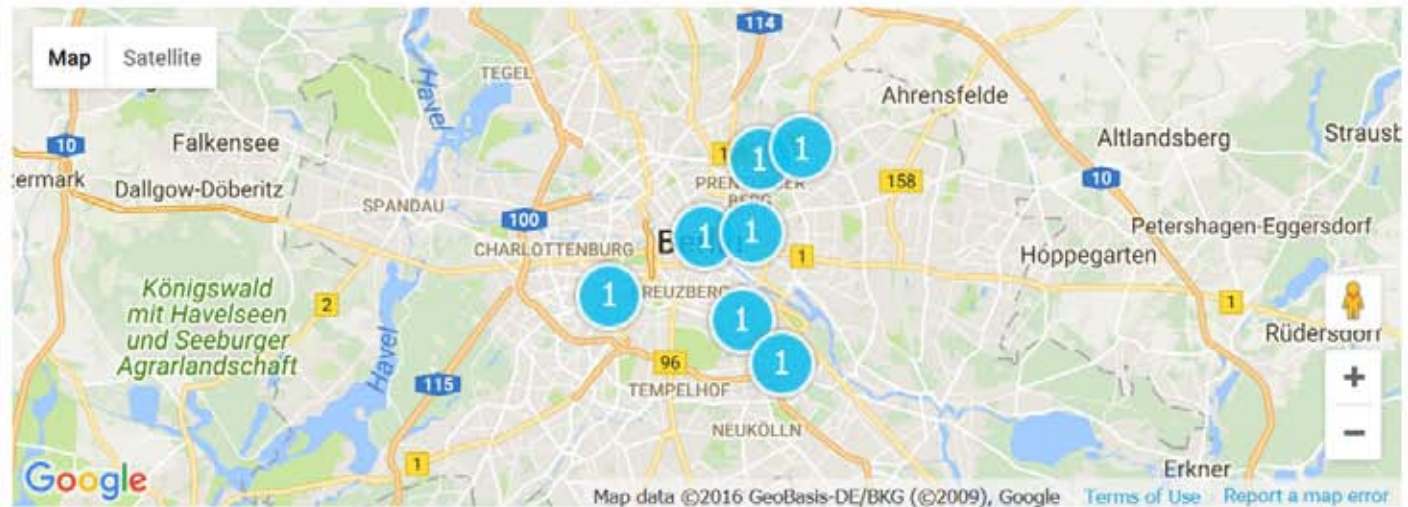 114
Map Satellite
TEGEL
Havel
Ahrensfelde
10
Falkensee
Altlandsberg
Strausb
termark
1
1
1
10
Dallgow-Döberitz
158
SPANDAU
100
Petershagen-Eggersdorf
CHARLOTTENBURG
1
1
1
Hoppegarten
Königswald
mit Havelseen
und Seeburger
Agrarlandschaft
2
1
REUZBERG
1
1
Rüdersdorf
Havel
96
1
115
TEMPELHOF
+
NEUKÖLLN
−
1
Erkner
Google
Map data ©2016 GeoBasis-DE/BKG (©2009), Google Terms of Use Report a map error